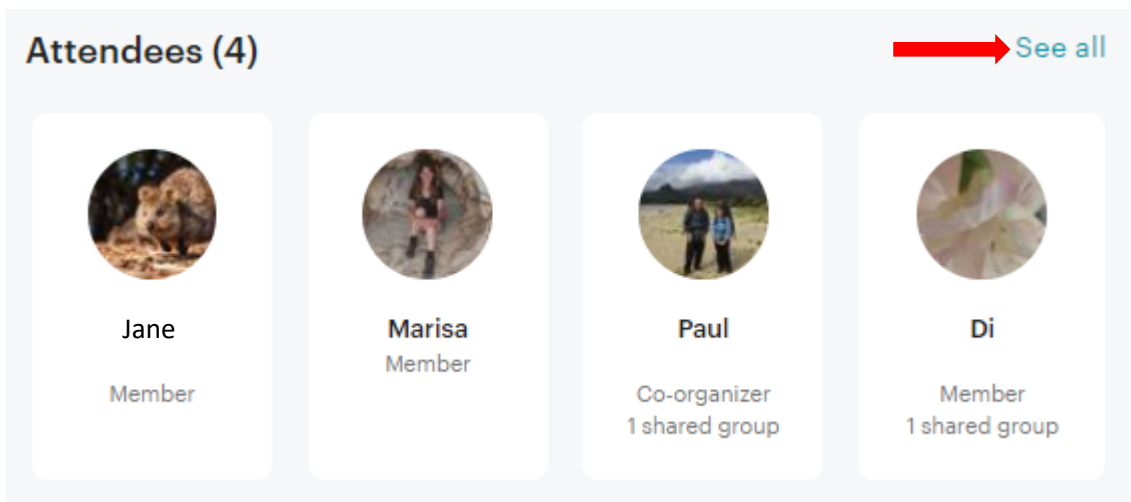 Attendees (4)
See all
Jane
Member
Marisa
Member
Paul
Co-organizer
1 shared group
Di
Member
1 shared group